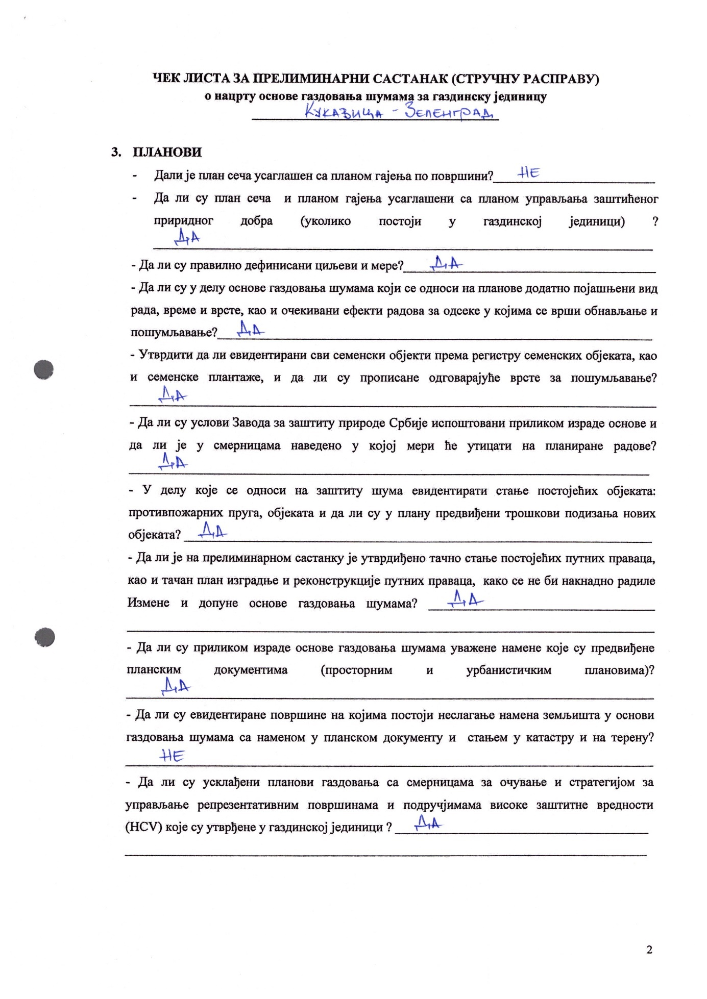 ЧЕК ЛИСТА ЗА ПРЕЛИМИНАРНИ САСТАНАК (СТРУЧНУ РАСПРАВУ)
о нацрту основе газдовања шумама за газдинску јединицу
Кукавица - Зеленград
3. ПЛАНОВИ
- Дали је план сеча усаглашен са планом гајења по површини? НЕ
- Да ли су план сеча и планом гајења усаглашени са планом управљања заштићеног
приридног добра (уколико постоји у газдинској јединици) ?
ДА
- Да ли су правилно дефинисани циљеви и мере? ДА
- Да ли су у делу основе газдовања шумама који се односи на планове додатно појашњени вид
рада, време и врсте, као и очекивани ефекти радова за одсеке у којима се врши обнављање и
пошумљавање? ДА
- Утврдити да ли евидентирани сви семенски објекти према регистру семенских објеката, као
и семенске плантаже, и да ли су прописане одговарајуће врсте за пошумљавање?
ДА
- Да ли су услови Завода за заштиту природе Србије испоштовани приликом израде основе и
да ли је у смерницама наведено у којој мери ће утицати на планиране радове?
ДА
- У делу које се односи на заштиту шума евидентирати стање постојећих објеката:
противпожарних пруга, објеката и да ли су у плану предвиђени трошкови подизања нових
објеката? ДА
- Да ли је на прелиминарном састанку је утврдиђено тачно стање постојећих путних праваца,
као и тачан план изградње и реконструкције путних праваца, како се не би накнадно радиле
Измене и допуне основе газдовања шумама? ДА
- Да ли су приликом израде основе газдовања шумама уважене намене које су предвиђене
планским документима (просторним и урбанистичким плановима)?
ДА
- Да ли су евидентиране површине на којима постоји неслагање намена земљишта у основи
газдовања шумама са наменом у планском документу и стањем у катастру и на терену?
НЕ
- Да ли су усклађени планови газдовања са смерницама за очување и стратегијом за
управљање репрезентативним површинама и подручјимама високе заштитне вредности
(HCV) које су утврђене у газдинској јединици ? ДА
2